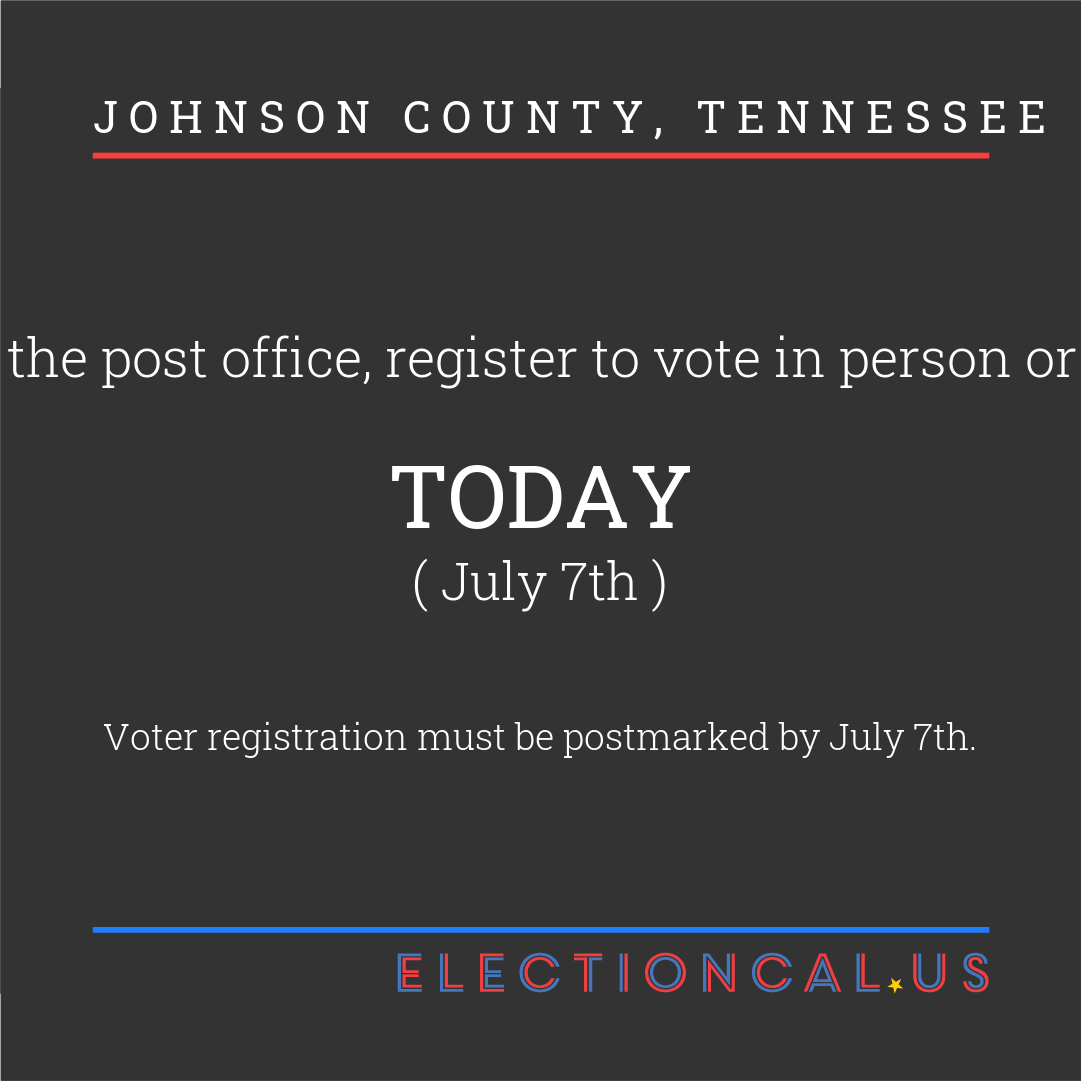 JOHNSON COUNTY, TENNESSEE
the post office, register to vote in person or
TODAY
( July 7th )
Voter registration must be postmarked by July 7th.
ELECTIONCAL.US